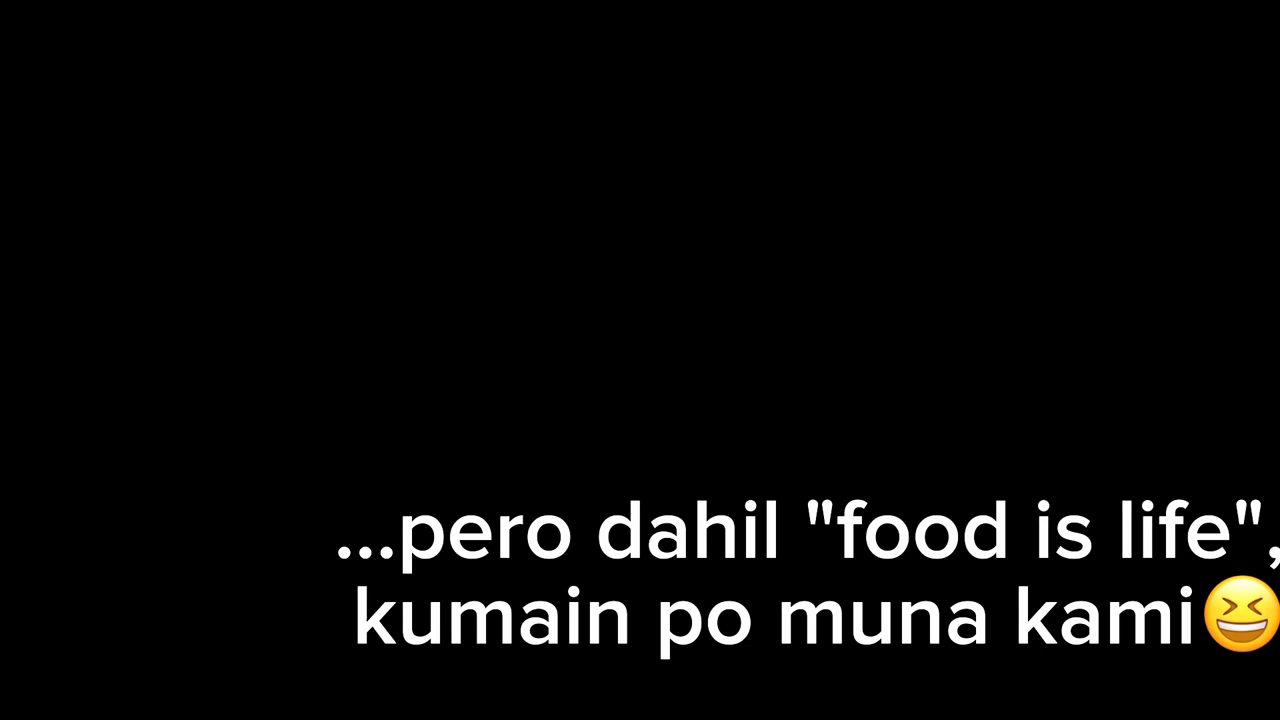 ...pero dahil "food is life",
kumain po muna kami😆